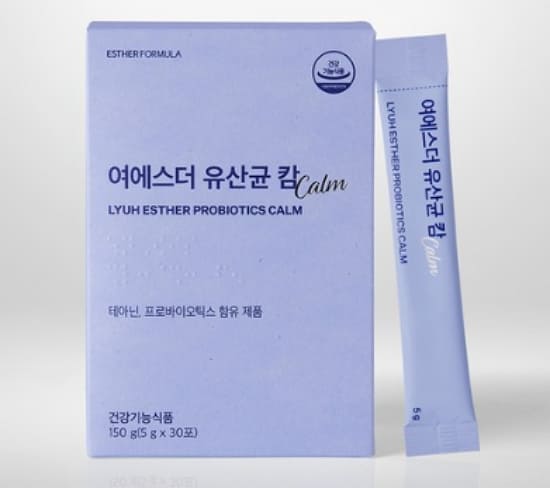 ESTHER FORMULA
건강
기능식품
여에스더 유산균 캄 Calm
LYUH ESTHER PROBIOTICS CALM
테아닌, 프로바이오틱스 함유 제품
건강기능식품
150 g(5 g x 30포)
여에스더 유산균 캄 Calm
LYUH ESTHER PROBIOTICS CALM
5 g